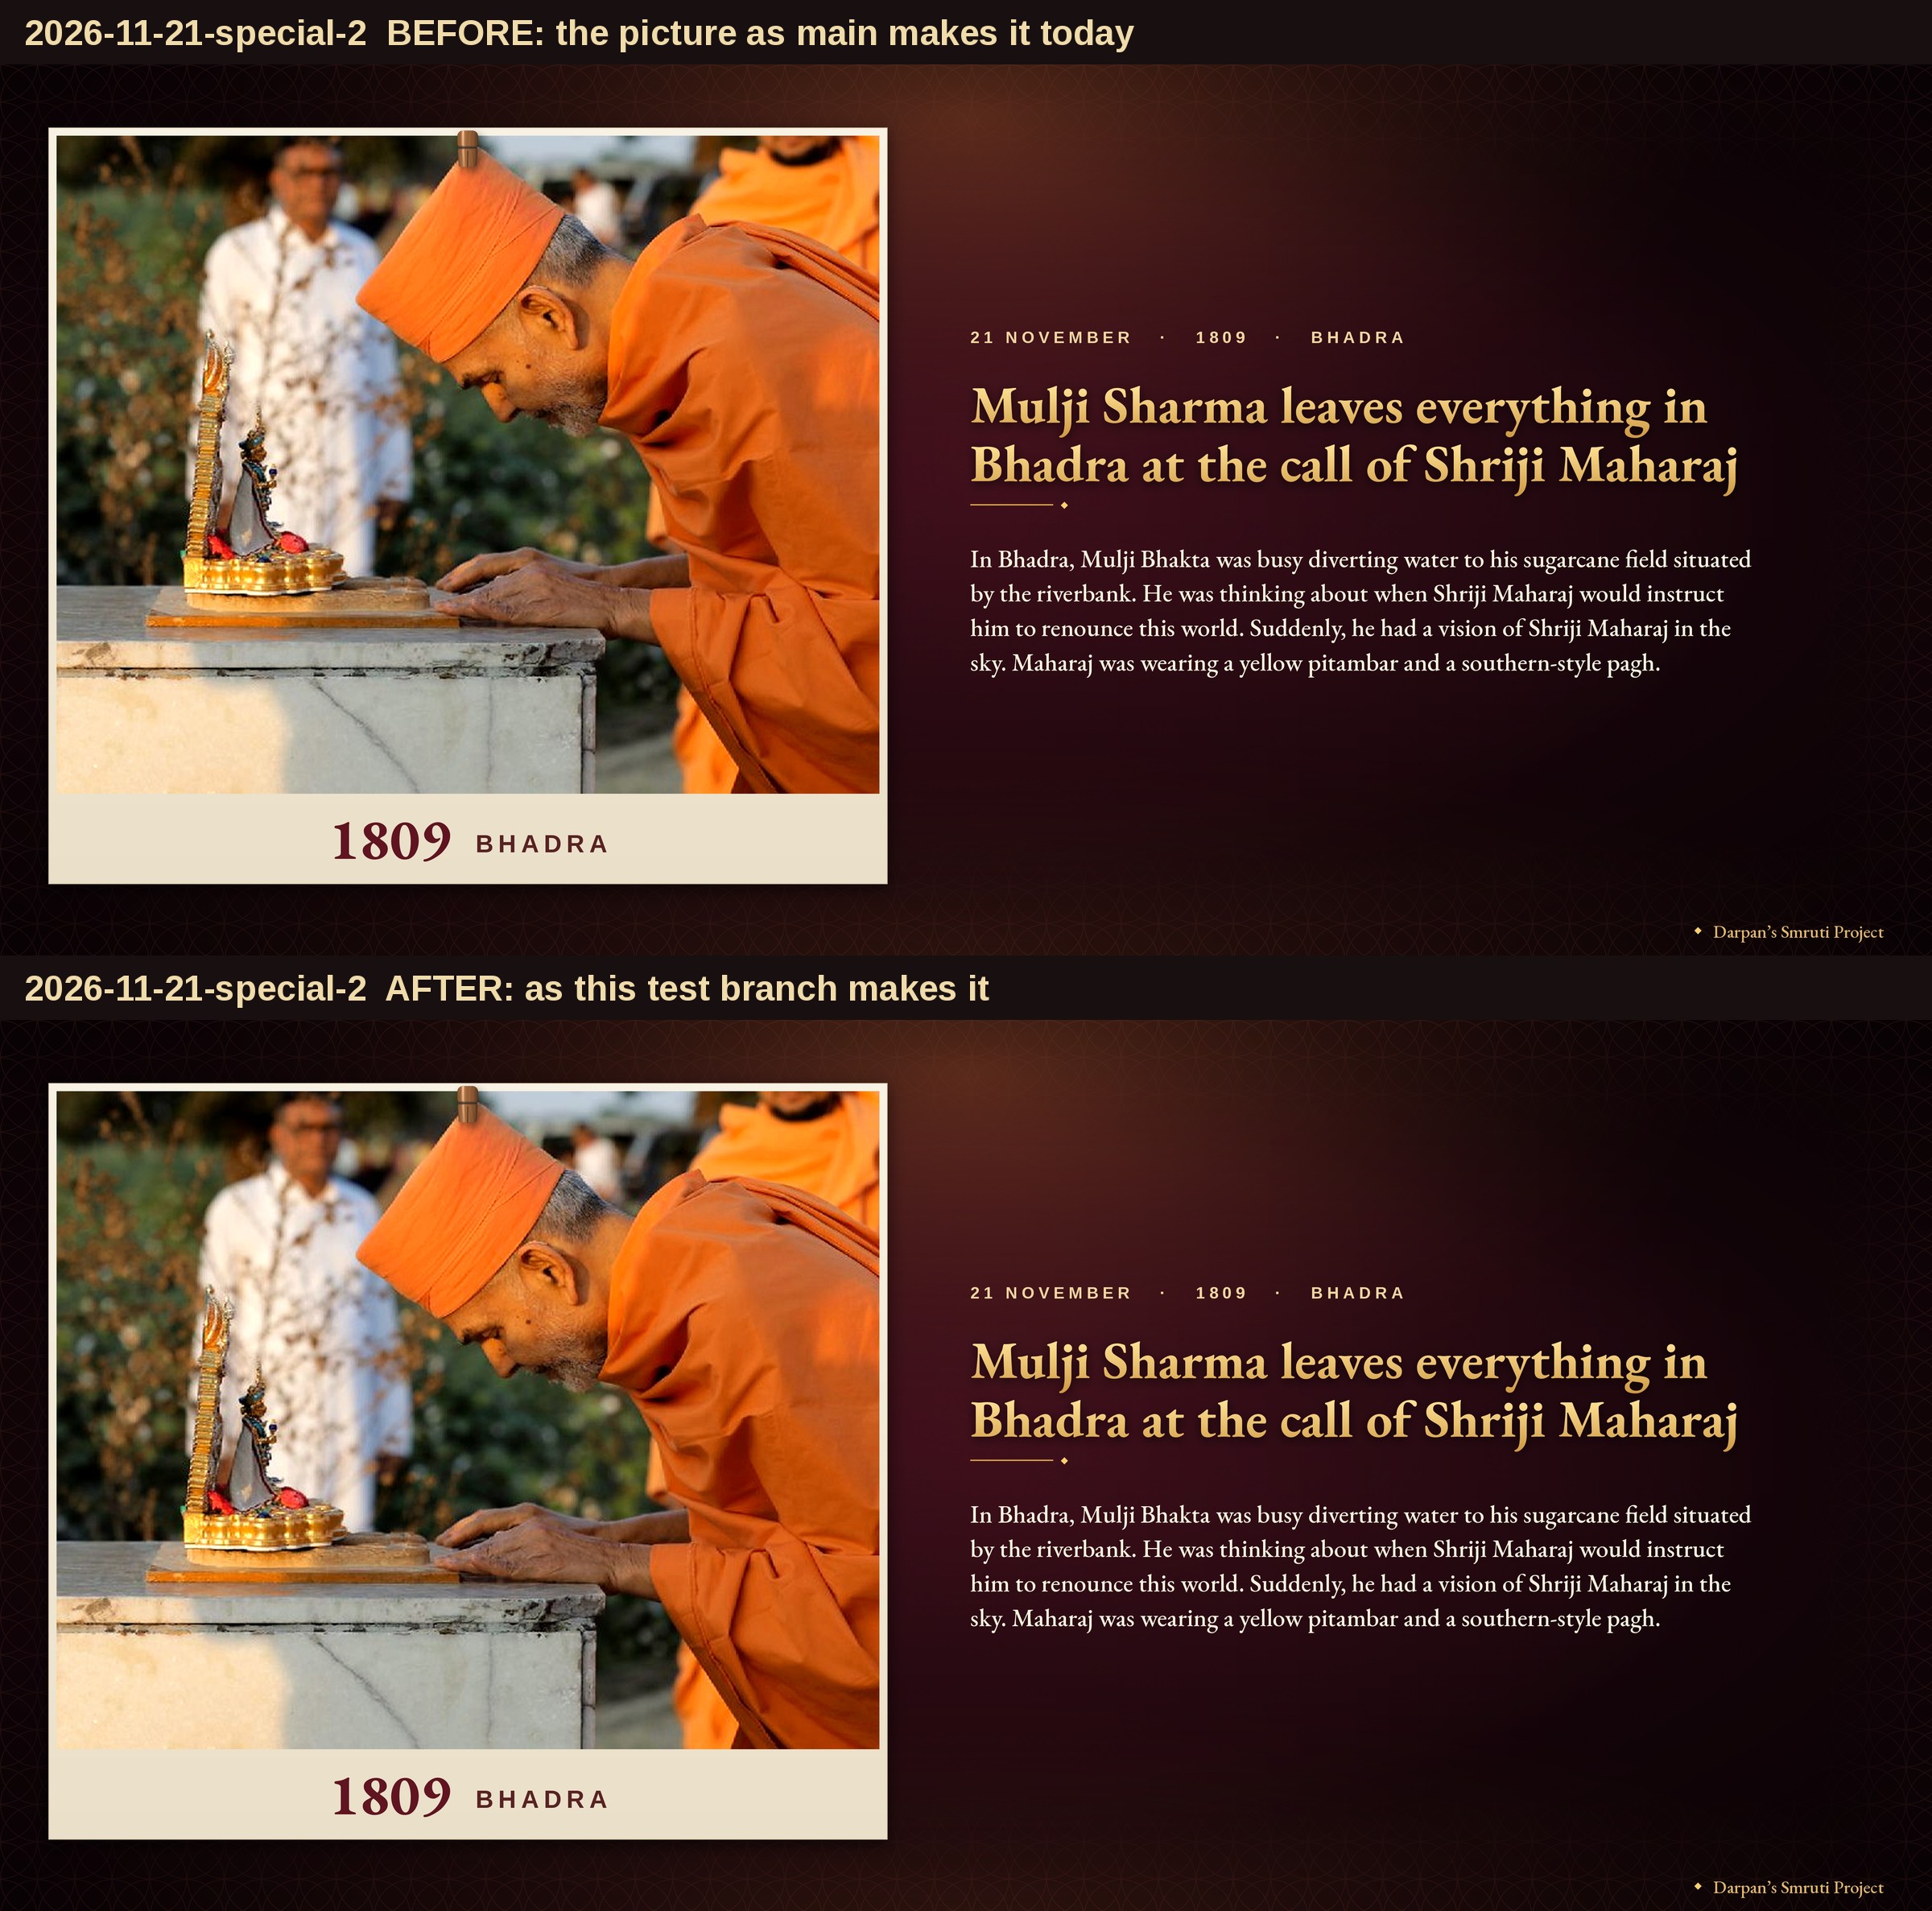 2026-11-21-special-2  BEFORE: the picture as main makes it today
21 NOVEMBER · 1809 · BHADRA
Mulji Sharma leaves everything in
Bhadra at the call of Shriji Maharaj
In Bhadra, Mulji Bhakta was busy diverting water to his sugarcane field situated
by the riverbank. He was thinking about when Shriji Maharaj would instruct
him to renounce this world. Suddenly, he had a vision of Shriji Maharaj in the
sky. Maharaj was wearing a yellow pitambar and a southern-style pagh.
1809 BHADRA
Darpan’s Smruti Project
2026-11-21-special-2  AFTER: as this test branch makes it
21 NOVEMBER · 1809 · BHADRA
Mulji Sharma leaves everything in
Bhadra at the call of Shriji Maharaj
In Bhadra, Mulji Bhakta was busy diverting water to his sugarcane field situated
by the riverbank. He was thinking about when Shriji Maharaj would instruct
him to renounce this world. Suddenly, he had a vision of Shriji Maharaj in the
sky. Maharaj was wearing a yellow pitambar and a southern-style pagh.
1809 BHADRA
Darpan’s Smruti Project